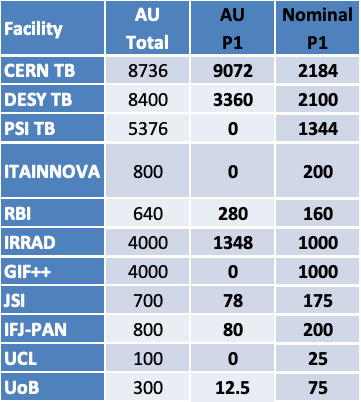 Facility AU Total AU P1 Nominal P1
CERN TB 8736 9072 2184
DESY TB 8400 3360 2100
PSI TB 5376 0 1344
ITAINNOVA 800 0 200
RBI 640 280 160
IRRAD 4000 1348 1000
GIF++ 4000 0 1000
JSI 700 78 175
IFJ-PAN 800 80 200
UCL 100 0 25
UoB 300 12.5 75